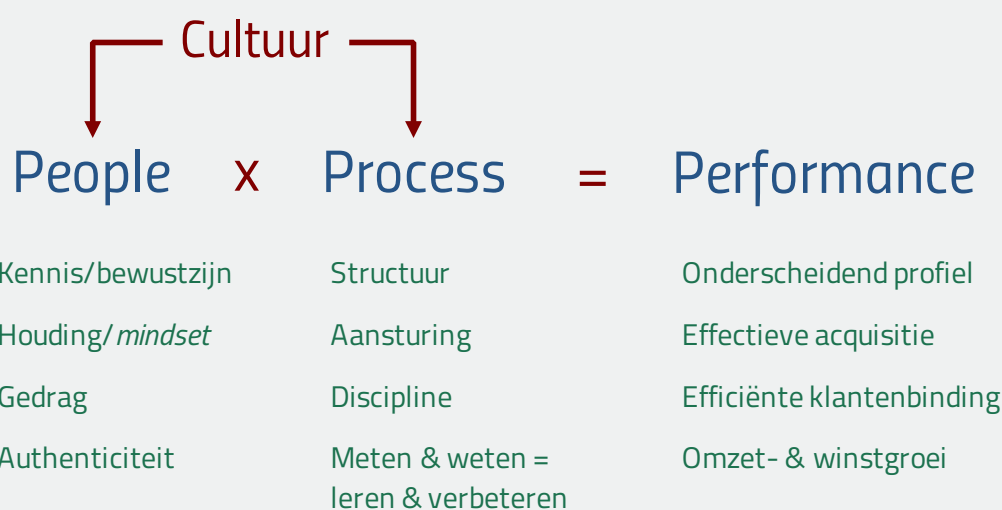 Cultuur
People x Process = Performance
Kennis/bewustzijn
Houding/mindset
Gedrag
Authenticiteit
Structuur
Aansturing
Discipline
Meten & weten =
leren & verbeteren
Onderscheidend profiel
Effectieve acquisitie
Efficiënte klantenbinding
Omzet- & winstgroei